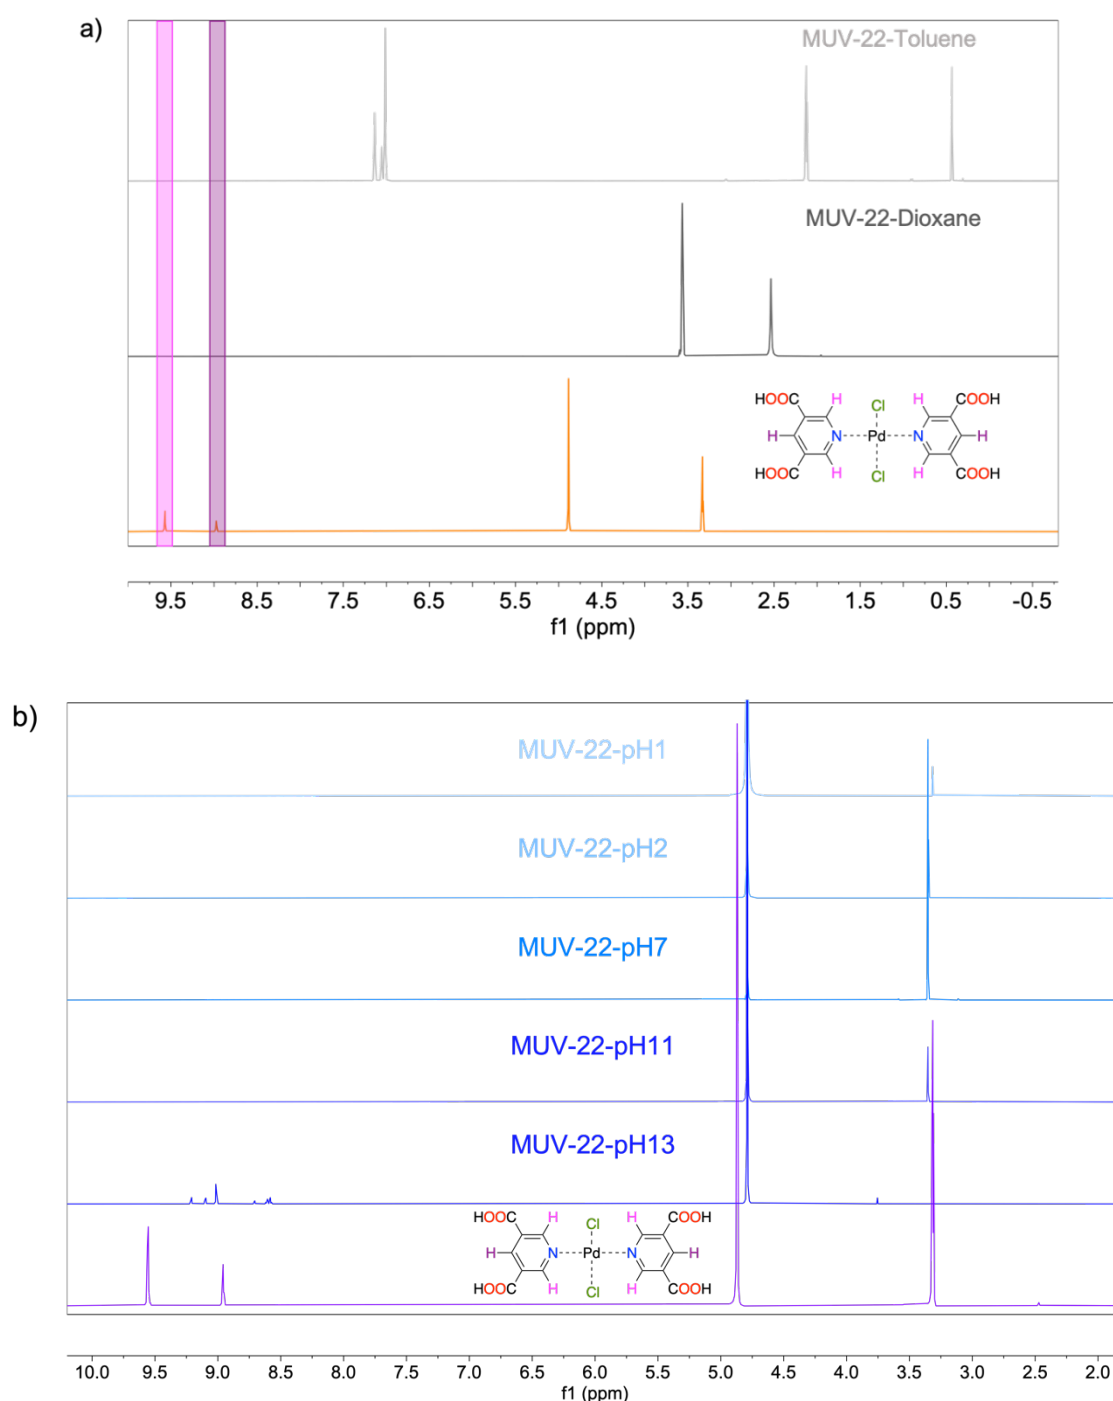 a)
MUV-22-Toluene
MUV-22-Dioxane
HOOC H Cl H COOH
H N Pd N H
HOOC H Cl H COOH
9.5 8.5 7.5 6.5 5.5 4.5 3.5 2.5 1.5 0.5 -0.5
f1 (ppm)
b)
MUV-22-pH1
MUV-22-pH2
MUV-22-pH7
MUV-22-pH11
MUV-22-pH13
HOOC H Cl H COOH
H N Pd N H
HOOC H Cl H COOH
10.0 9.5 9.0 8.5 8.0 7.5 7.0 6.5 6.0 5.5 5.0 4.5 4.0 3.5 3.0 2.5 2.0
f1 (ppm)